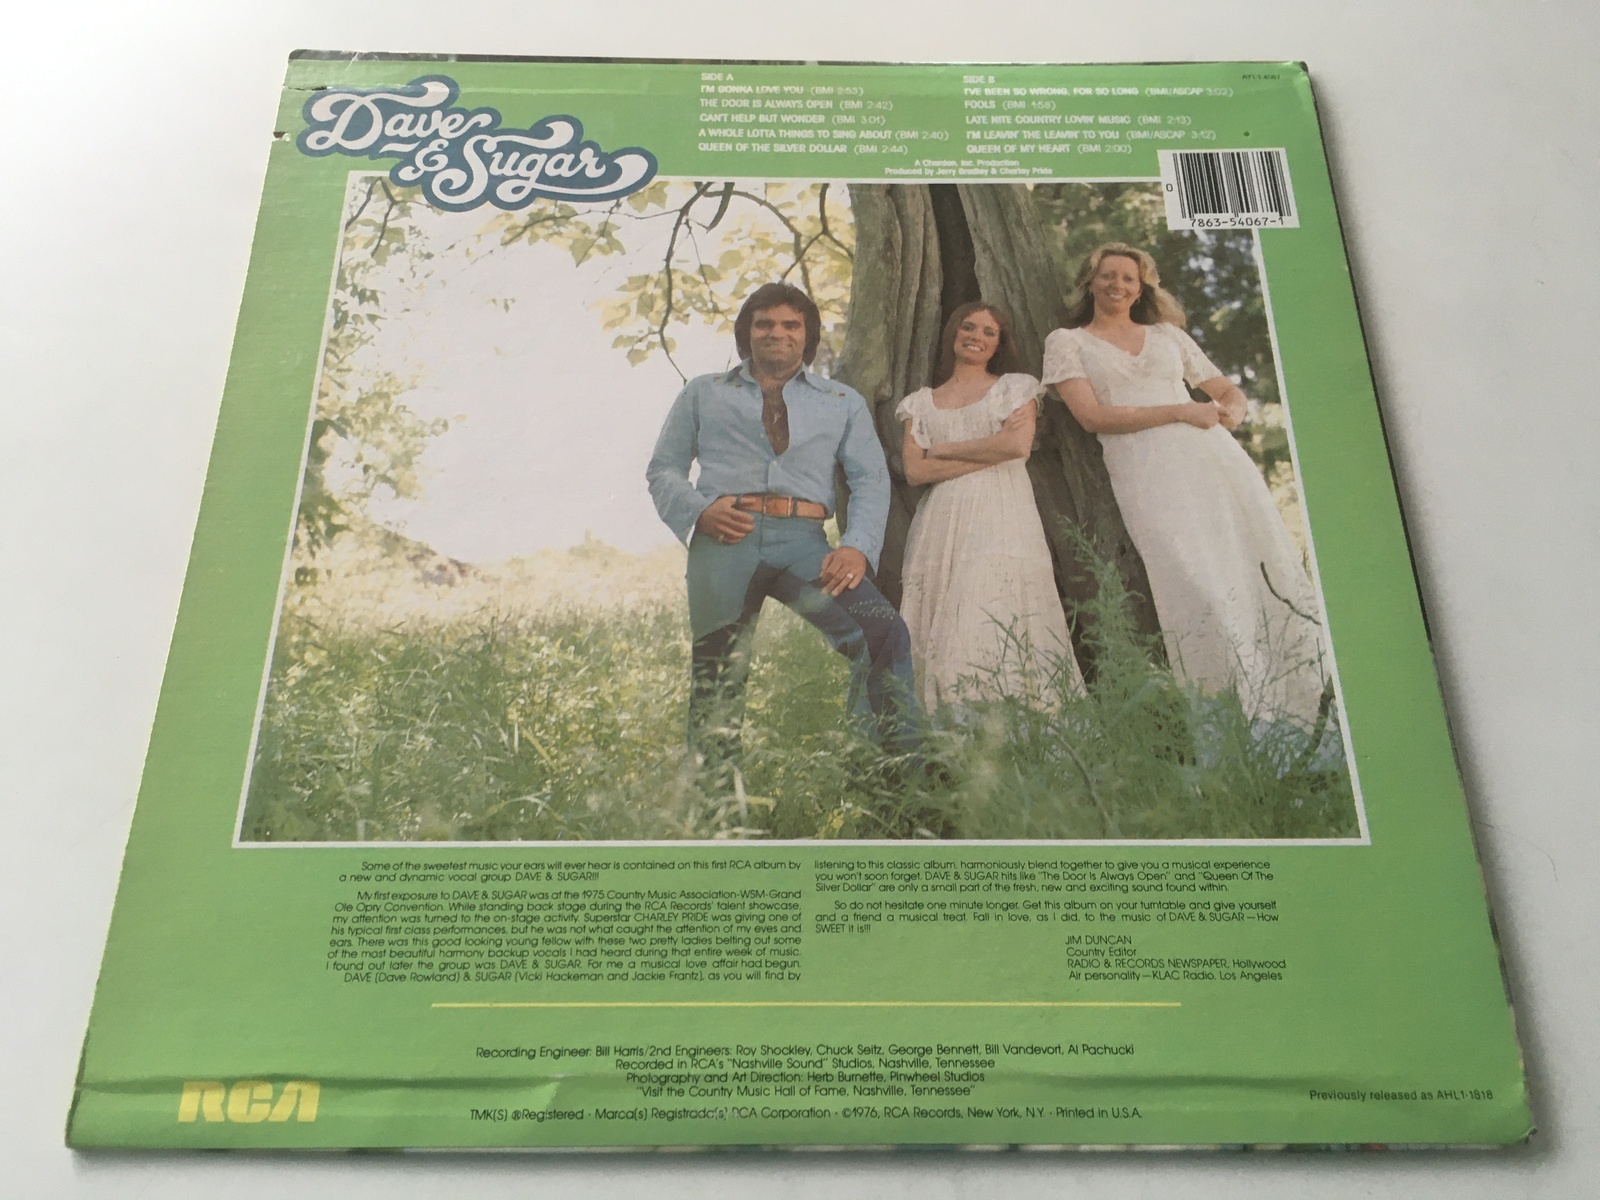 Dave
& Sugar
SIDE A
I'M GONNA LOVE YOU (BMI 2:53)
THE DOOR IS ALWAYS OPEN (BMI 2:42)
CAN'T HELP BUT WONDER (BMI 3:01)
A WHOLE LOTTA THINGS TO SING ABOUT (BMI 2:40)
QUEEN OF THE SILVER DOLLAR (BMI 2:44)
SIDE B
I'VE BEEN SO WRONG, FOR SO LONG (BMI/ASCAP 3:02)
FOOLS (BMI
LATE NITE COUNTRY LOVIN' MUSIC (BMI 2:13)
I'M LEAVIN' THE LEAVIN' TO YOU (BMI/ASCAP 3:12)
QUEEN OF MY HEART (BMI 2:00)
A Chardon, Inc. Production
Produced by Jerry Bradley & Charley Pride
0
7863-54067-1
Some of the sweetest music your ears will ever hear is contained on this first RCA album by
a new and dynamic vocal group DAVE & SUGAR!!!
My first exposure to DAVE & SUGAR was at the 1975 Country Music Association-WSM-Grand
Ole Opry Convention. While standing back stage during the RCA Records' talent showcase,
my attention was turned to the on-stage activity. Superstar CHARLEY PRIDE was giving one of
his typical first class performances, but he was not what caught the attention of my eyes and
ears. There was this good looking young fellow with these two pretty ladies belting out some
of the most beautiful harmony backup vocals I had heard during that entire week of music.
I found out later the group was DAVE & SUGAR. For me a musical love affair had begun.
DAVE (Dave Rowland) & SUGAR (Vicki Hackeman and Jackie Frantz), as you will find by
listening to this classic album, harmoniously blend together to give you a musical experience
you won't soon forget. DAVE & SUGAR hits like "The Door Is Always Open" and "Queen Of The
Silver Dollar" are only a small part of the fresh, new and exciting sound found within.
So do not hesitate one minute longer. Get this album on your turntable and give yourself
and a friend a musical treat. Fall in love, as I did, to the music of DAVE & SUGAR—How
SWEET it is!!!
JIM DUNCAN
Country Editor
RADIO & RECORDS NEWSPAPER, Hollywood
Air personality—KLAC Radio, Los Angeles
Recording Engineer: Bill Harris/2nd Engineers: Roy Shockley, Chuck Seitz, George Bennett, Bill Vandevort, Al Pachucki
Recorded in RCA's "Nashville Sound" Studios, Nashville, Tennessee
Photography and Art Direction: Herb Burnette, Pinwheel Studios
"Visit the Country Music Hall of Fame, Nashville, Tennessee"
TMK(S) ®Registered · Marca(s) Registrada(s) RCA Corporation · ©1976, RCA Records, New York, N.Y. · Printed in U.S.A.
RCA
Previously released as AHL1-1818